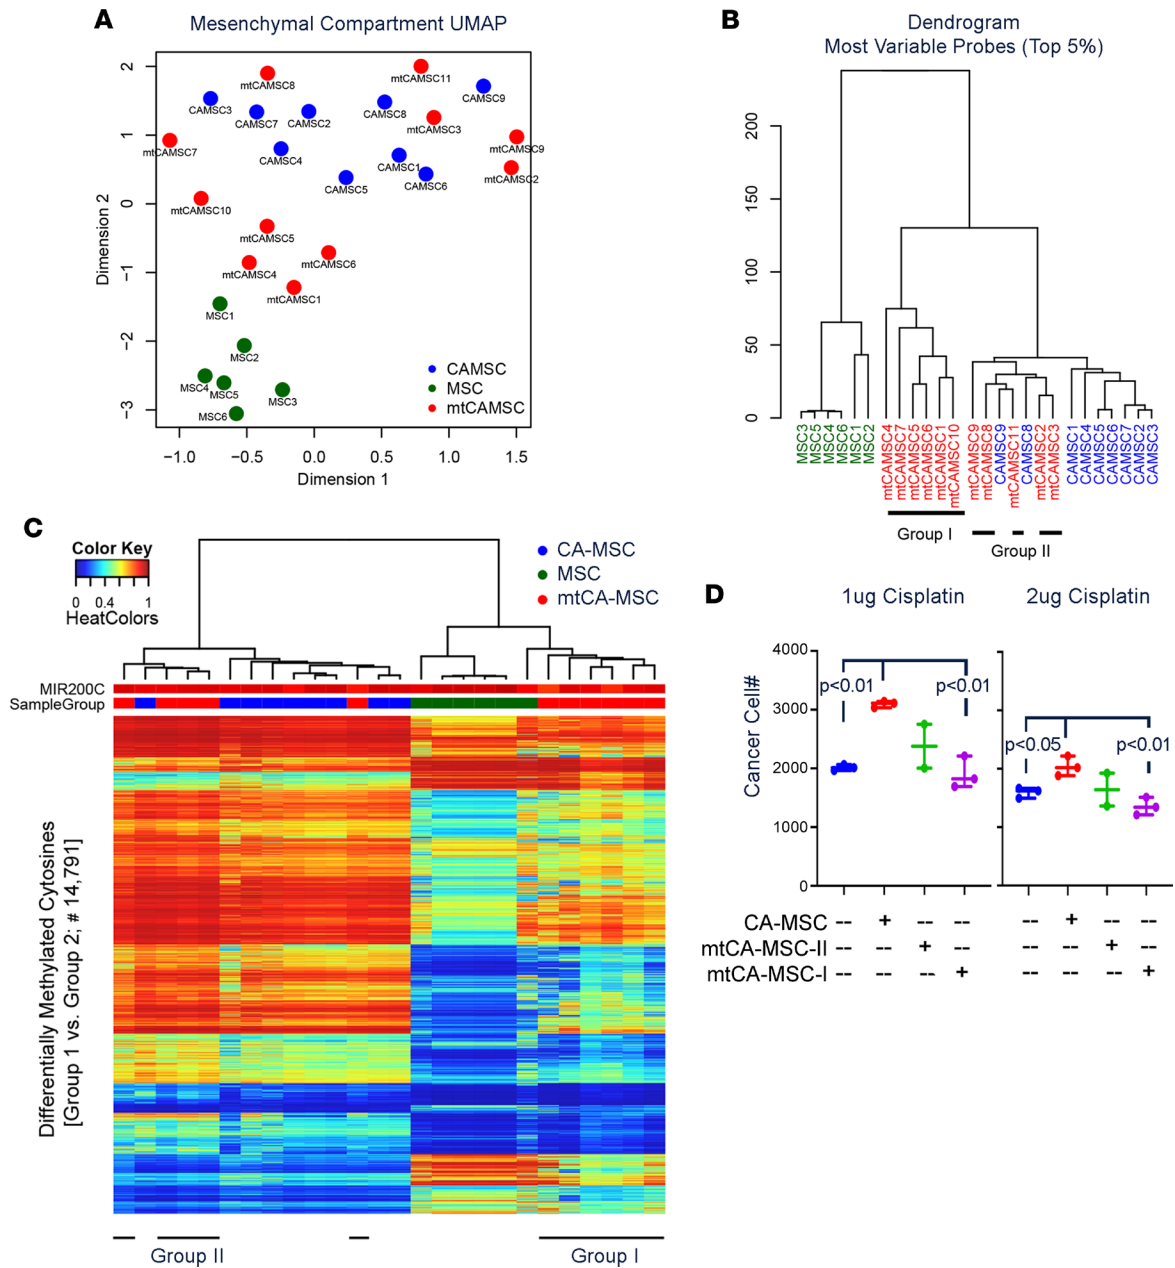 A
Mesenchymal Compartment UMAP
Dimension 2
2
1
0
−1
−2
−3
mtCAMSC8
mtCAMSC11
CAMSC3
CAMSC7
CAMSC2
CAMSC8
CAMSC9
mtCAMSC3
mtCAMSC7
CAMSC4
CAMSC1
mtCAMSC9
CAMSC5
CAMSC6
mtCAMSC2
mtCAMSC10
mtCAMSC5
mtCAMSC6
mtCAMSC4
mtCAMSC1
MSC1
MSC2
MSC4
MSC5
MSC3
MSC6
CAMSC
MSC
mtCAMSC
−1.0 −0.5 0.0 0.5 1.0 1.5
Dimension 1
B
Dendrogram
Most Variable Probes (Top 5%)
200
150
100
50
0
MSC3
MSC5
MSC4
MSC6
MSC1
MSC2
mtCAMSC4
mtCAMSC7
mtCAMSC5
mtCAMSC6
mtCAMSC1
mtCAMSC10
mtCAMSC9
mtCAMSC8
CAMSC9
mtCAMSC11
CAMSC8
mtCAMSC2
mtCAMSC3
CAMSC1
CAMSC4
CAMSC5
CAMSC6
CAMSC7
CAMSC2
CAMSC3
Group I
Group II
C
Color Key
0 0.4 1
HeatColors
CA-MSC
MSC
mtCA-MSC
MIR200C
SampleGroup
Differentially Methylated Cytosines
[Group 1 vs. Group 2; # 14,791]
Group II
Group I
D
1ug Cisplatin
2ug Cisplatin
Cancer Cell#
4000
3000
2000
1000
0
p<0.01
p<0.01
p<0.05
p<0.01
CA-MSC -- + -- -- -- + -- --
mtCA-MSC-II -- -- + -- -- -- + --
mtCA-MSC-I -- -- -- + -- -- -- +